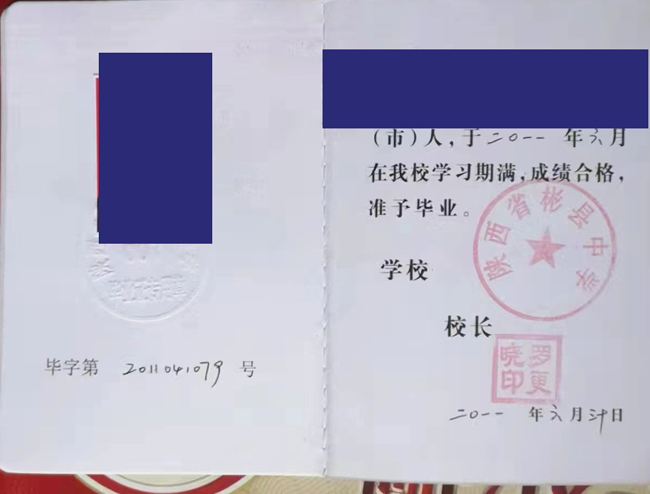 (市)人,于二〇一一年六月
在我校学习期满,成绩合格,
准予毕业。
陕西省彬县中学
学校
校长
罗更晓印
毕字第 2011041079 号
二〇一一 年六月卅日